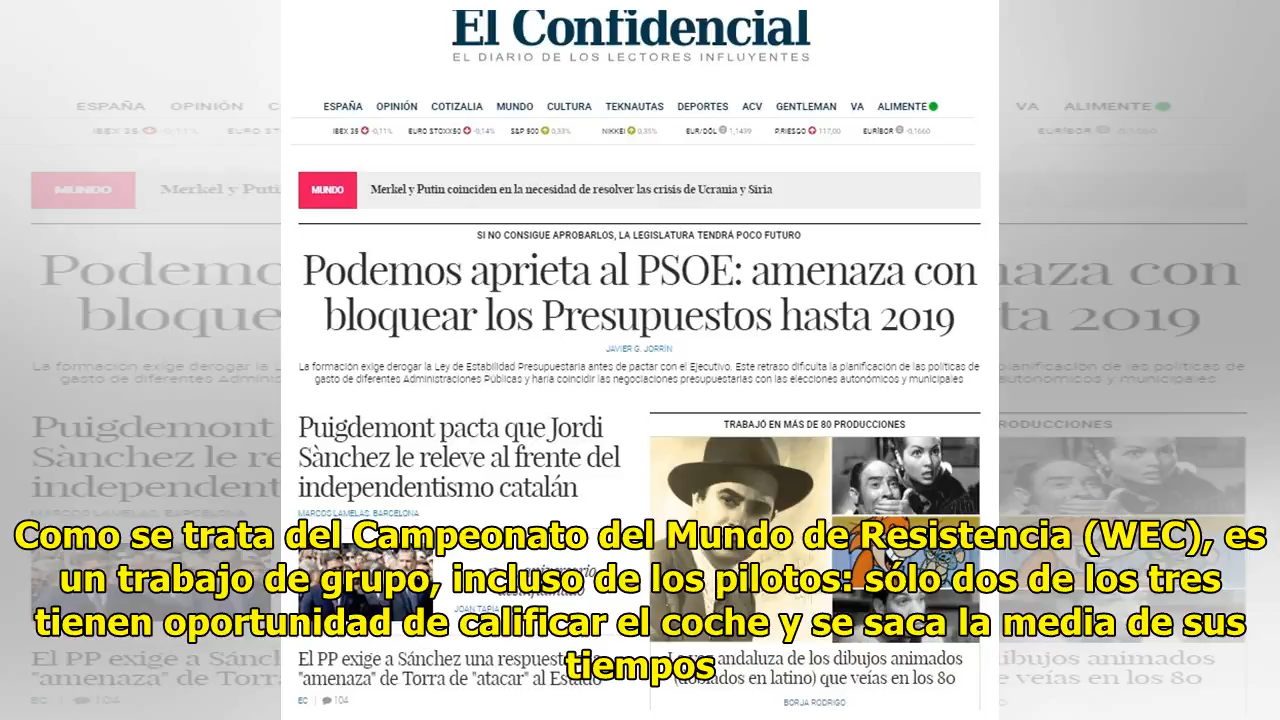 El Confidencial
EL DIARIO DE LOS LECTORES INFLUYENTES
ESPAÑA OPINIÓN COTIZALIA MUNDO CULTURA TEKNAUTAS DEPORTES ACV GENTLEMAN VA ALIMENTE
IBEX 35 -0,11% EURO STOXX50 -0,14% S&P 500 0,33% NIKKEI 0,35% EUR/DÓL 1,1439 P.RIESGO 117,00 EURÍBOR -0,1660
MUNDO Merkel y Putin coinciden en la necesidad de resolver las crisis de Ucrania y Siria
SI NO CONSIGUE APROBARLOS, LA LEGISLATURA TENDRÁ POCO FUTURO
Podemos aprieta al PSOE: amenaza con
bloquear los Presupuestos hasta 2019
JAVIER G. JORRÍN
La formación exige derogar la Ley de Estabilidad Presupuestaria antes de pactar con el Ejecutivo. Este retraso dificulta la planificación de las políticas de
gasto de diferentes Administraciones Públicas y haría coincidir las negociaciones presupuestarias con las elecciones autonómicas y municipales
Puigdemont pacta que Jordi
Sànchez le releve al frente del
independentismo catalán
MARCOS LAMELAS. BARCELONA
TRABAJÓ EN MÁS DE 80 PRODUCCIONES
Como se trata del Campeonato del Mundo de Resistencia (WEC), es
un trabajo de grupo, incluso de los pilotos: sólo dos de los tres
tienen oportunidad de calificar el coche y se saca la media de sus
tiempos
JOAN TAPIA
El PP exige a Sánchez una respuesta
"amenaza" de Torra de "atacar" al Estado
EC 104
La voz andaluza de los dibujos animados
(doblados en latino) que veías en los 80
BORJA RODRIGO